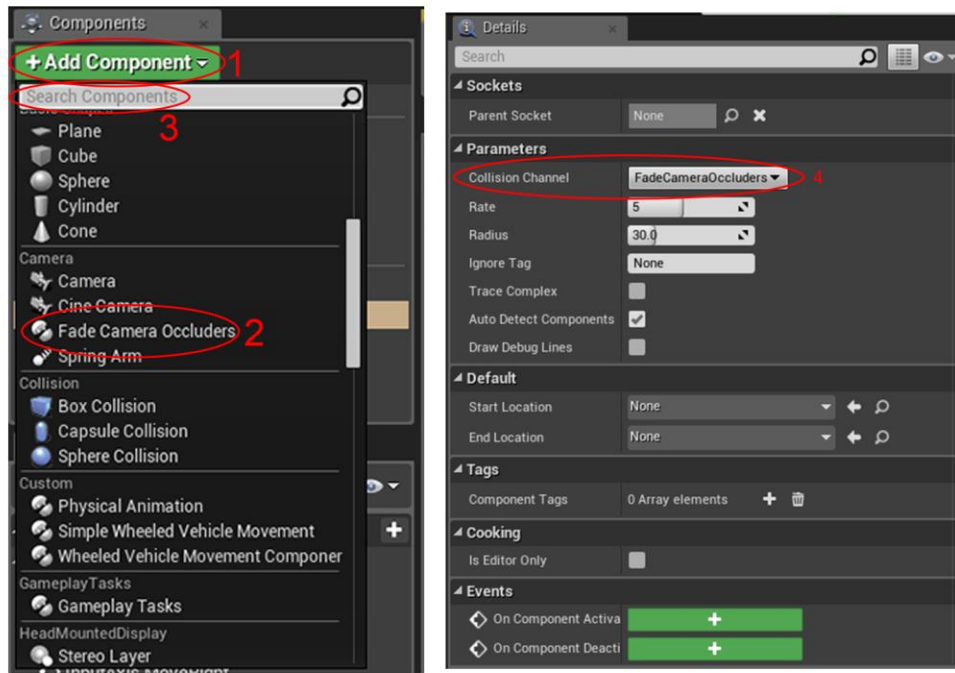 Components
+ Add Component 1
Search Components
3
Plane
Cube
Sphere
Cylinder
Cone
Camera
Camera
Cine Camera
Fade Camera Occluders 2
Spring Arm
Collision
Box Collision
Capsule Collision
Sphere Collision
Custom
Physical Animation
Simple Wheeled Vehicle Movement
Wheeled Vehicle Movement Componer
GameplayTasks
Gameplay Tasks
HeadMountedDisplay
Stereo Layer
Details
Search
Sockets
Parent Socket None
Parameters
Collision Channel FadeCameraOccluders 4
Rate 5
Radius 30.0
Ignore Tag None
Trace Complex
Auto Detect Components
Draw Debug Lines
Default
Start Location None
End Location None
Tags
Component Tags 0 Array elements
Cooking
Is Editor Only
Events
On Component Activa
On Component Deacti